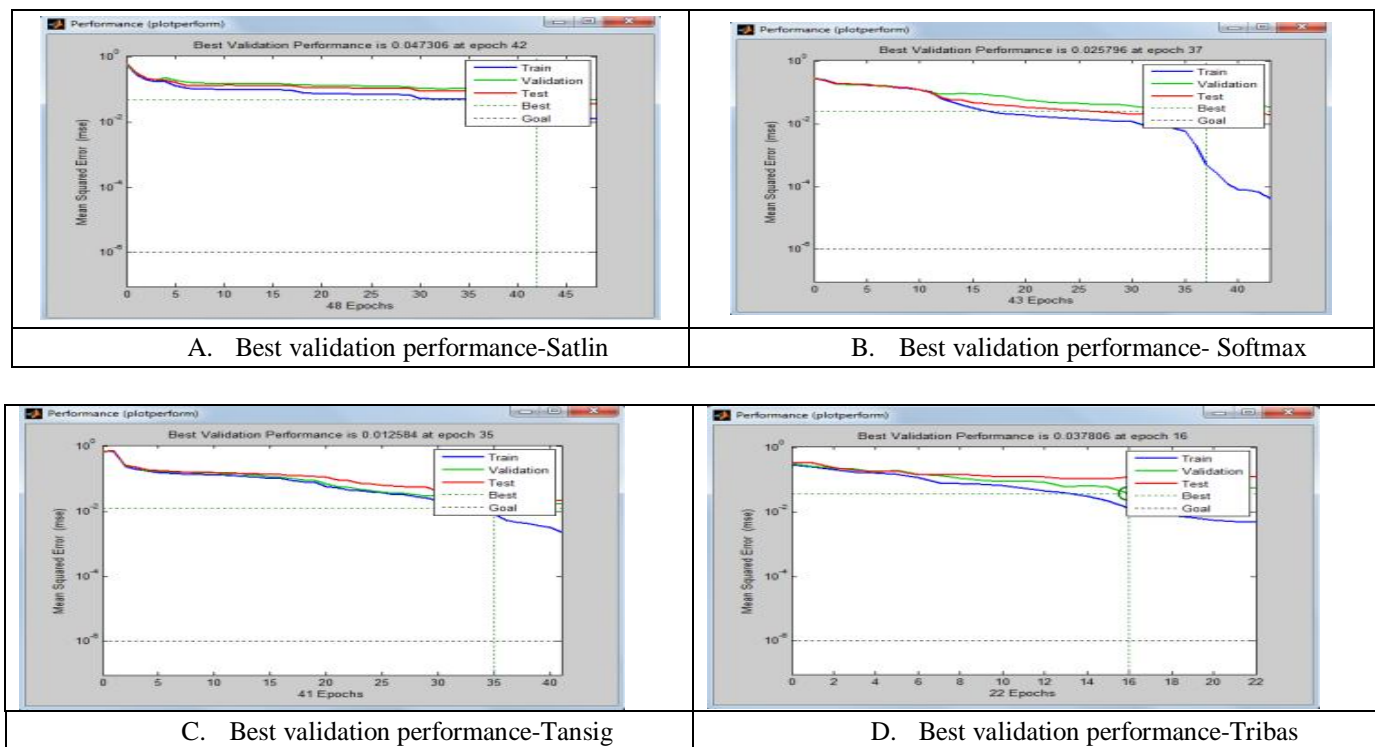 Performance (plotperform)
Best Validation Performance is 0.047306 at epoch 42
Mean Squared Error (mse)
10^0
10^-2
10^-4
10^-6
Train
Validation
Test
Best
Goal
0 5 10 15 20 25 30 35 40 45
48 Epochs
A. Best validation performance-Satlin
Performance (plotperform)
Best Validation Performance is 0.025796 at epoch 37
Mean Squared Error (mse)
10^0
10^-2
10^-4
10^-6
Train
Validation
Test
Best
Goal
0 5 10 15 20 25 30 35 40
43 Epochs
B. Best validation performance- Softmax
Performance (plotperform)
Best Validation Performance is 0.012584 at epoch 35
Mean Squared Error (mse)
10^0
10^-2
10^-4
10^-6
Train
Validation
Test
Best
Goal
0 5 10 15 20 25 30 35 40
41 Epochs
C. Best validation performance-Tansig
Performance (plotperform)
Best Validation Performance is 0.037806 at epoch 16
Mean Squared Error (mse)
10^0
10^-2
10^-4
10^-6
Train
Validation
Test
Best
Goal
0 2 4 6 8 10 12 14 16 18 20 22
22 Epochs
D. Best validation performance-Tribas